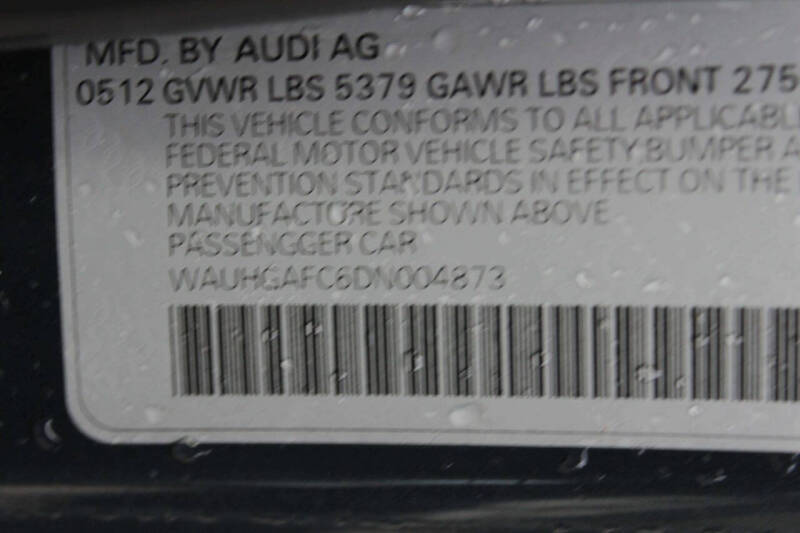 MFD. BY AUDI AG
0512 GVWR LBS 5379 GAWR LBS FRONT 275
THIS VEHICLE CONFORMS TO ALL APPLICABL
FEDERAL MOTOR VEHICLE SAFETY BUMPER A
PREVENTION STANDARDS IN EFFECT ON THE
MANUFACTORE SHOWN ABOVE
PASSENGGER CAR
WAUHGAFC6DN004873